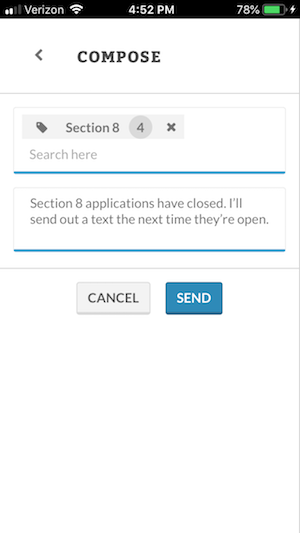 Verizon 4:52 PM 78%
COMPOSE
Section 8 4 ×
Search here
Section 8 applications have closed. I'll
send out a text the next time they're open.
CANCEL SEND